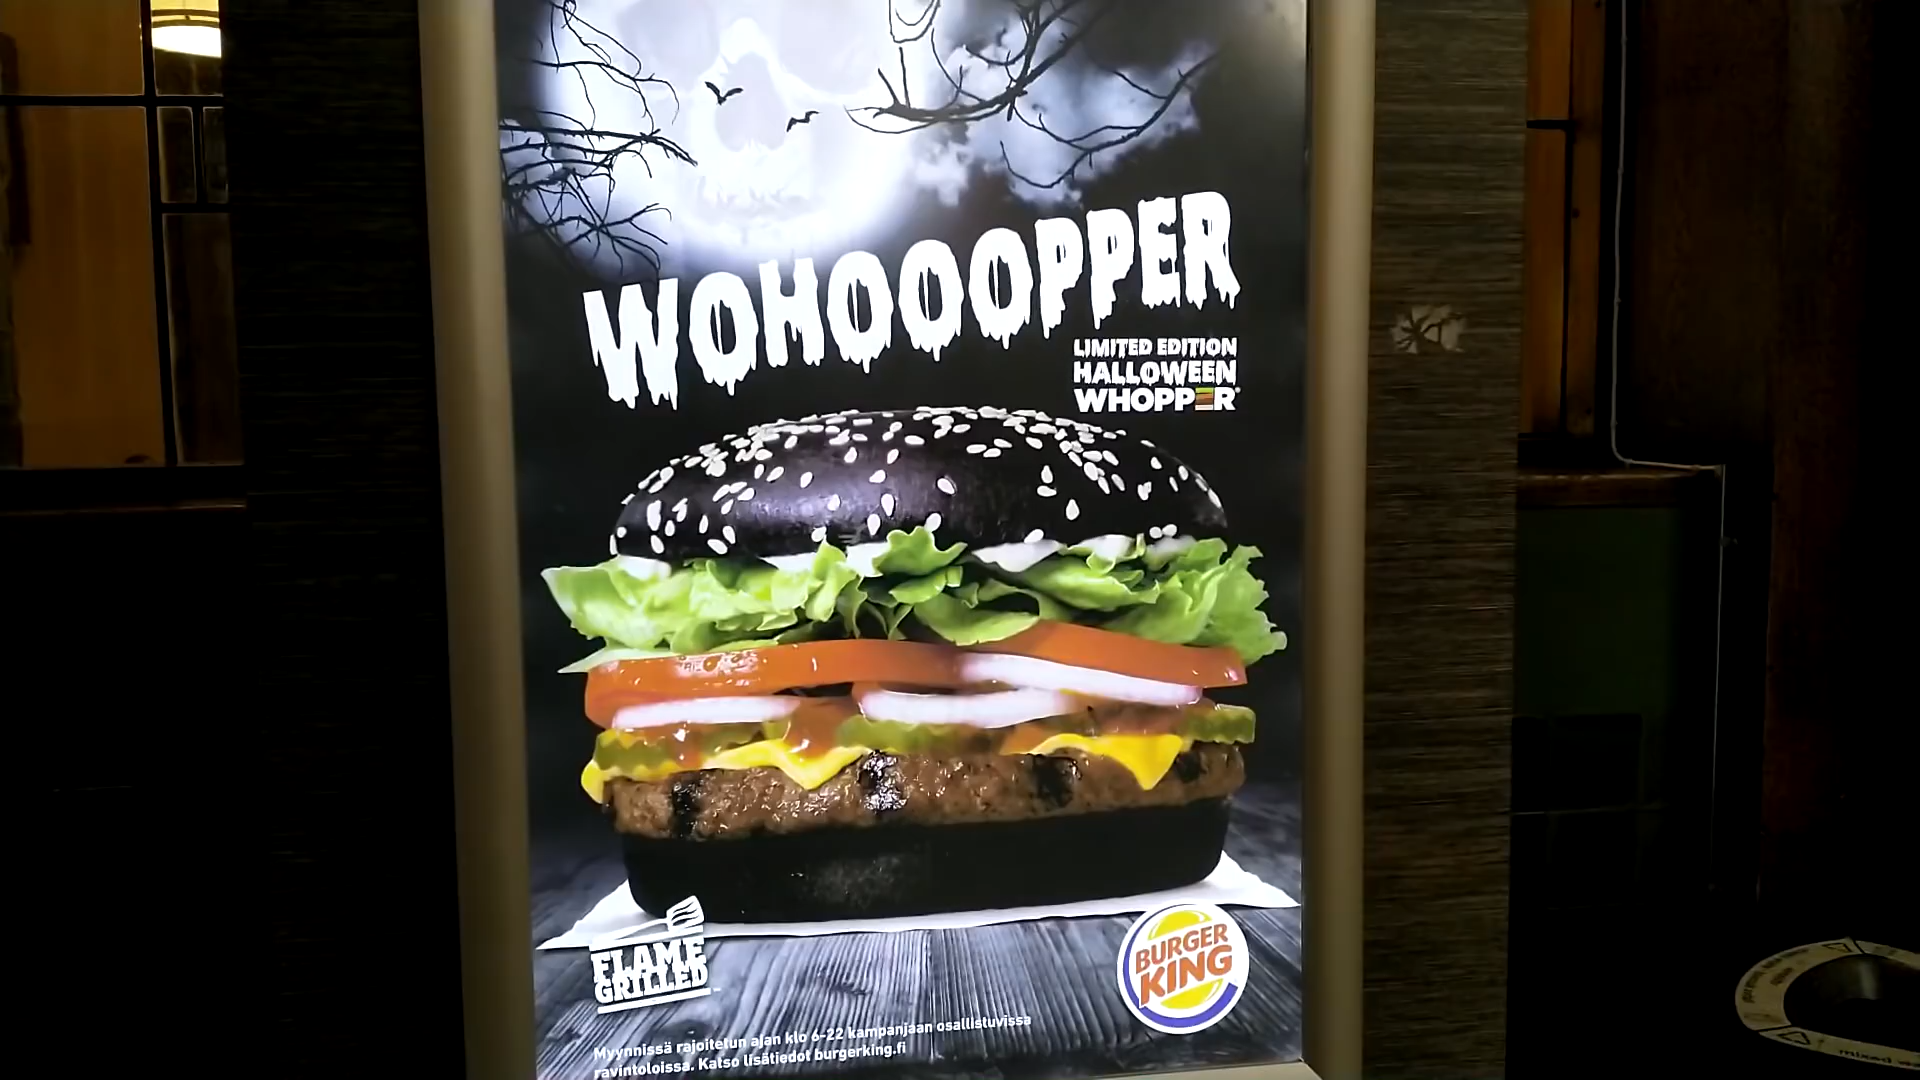 WOHOOOPPER
LIMITED EDITION
HALLOWEEN
WHOPPER
FLAME
GRILLED
BURGER
KING
Myynnissä rajoitetun ajan klo 6-22 kampanjaan osallistuvissa
ravintoloissa. Katso lisätiedot burgerking.fi
mixed